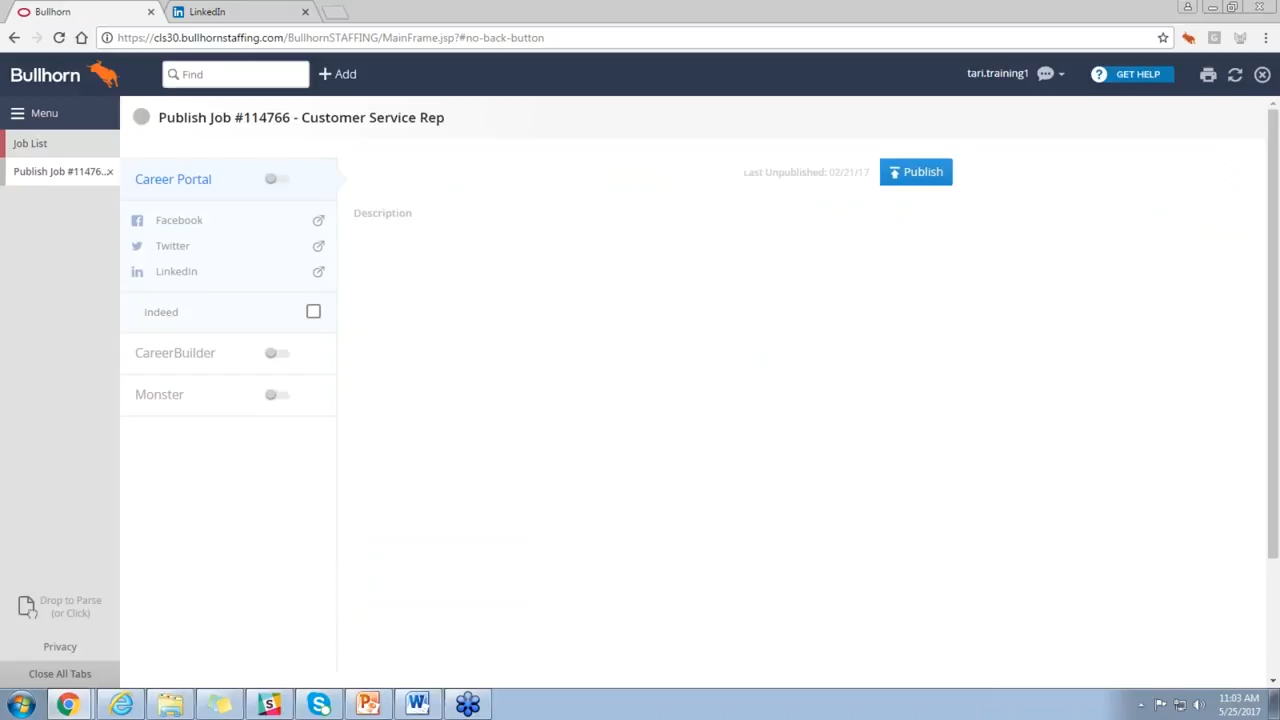 Bullhorn
LinkedIn
https://cls30.bullhornstaffing.com/BullhornSTAFFING/MainFrame.jsp?#no-back-button
Bullhorn
Find
Add
tari.training1
? GET HELP
Menu
Publish Job #114766 - Customer Service Rep
Job List
Publish Job #11476...
Career Portal
Last Unpublished: 02/21/17
Publish
Facebook
Description
Twitter
LinkedIn
Indeed
CareerBuilder
Monster
Drop to Parse
(or Click)
Privacy
Close All Tabs
11:03 AM
5/25/2017